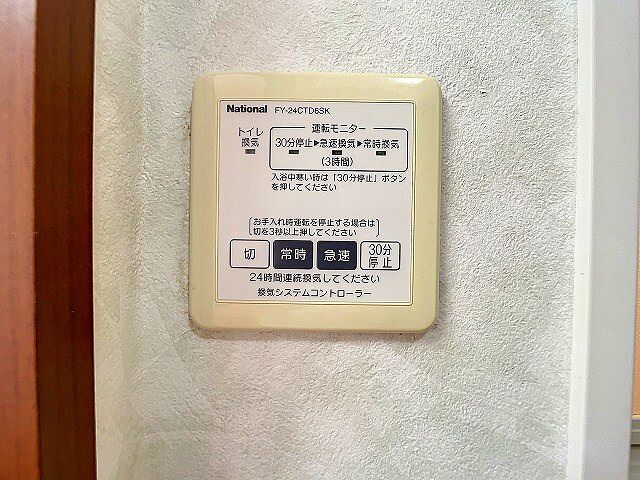 National FY-24CTD6SK
トイレ
換気
運転モニター
30分停止▶急速換気▶常時換気
(3時間)
入浴中寒い時は「30分停止」ボタン
を押してください
お手入れ時運転を停止する場合は
切を3秒以上押してください
切 常時 急速 30分停止
24時間連続換気してください
換気システムコントローラー